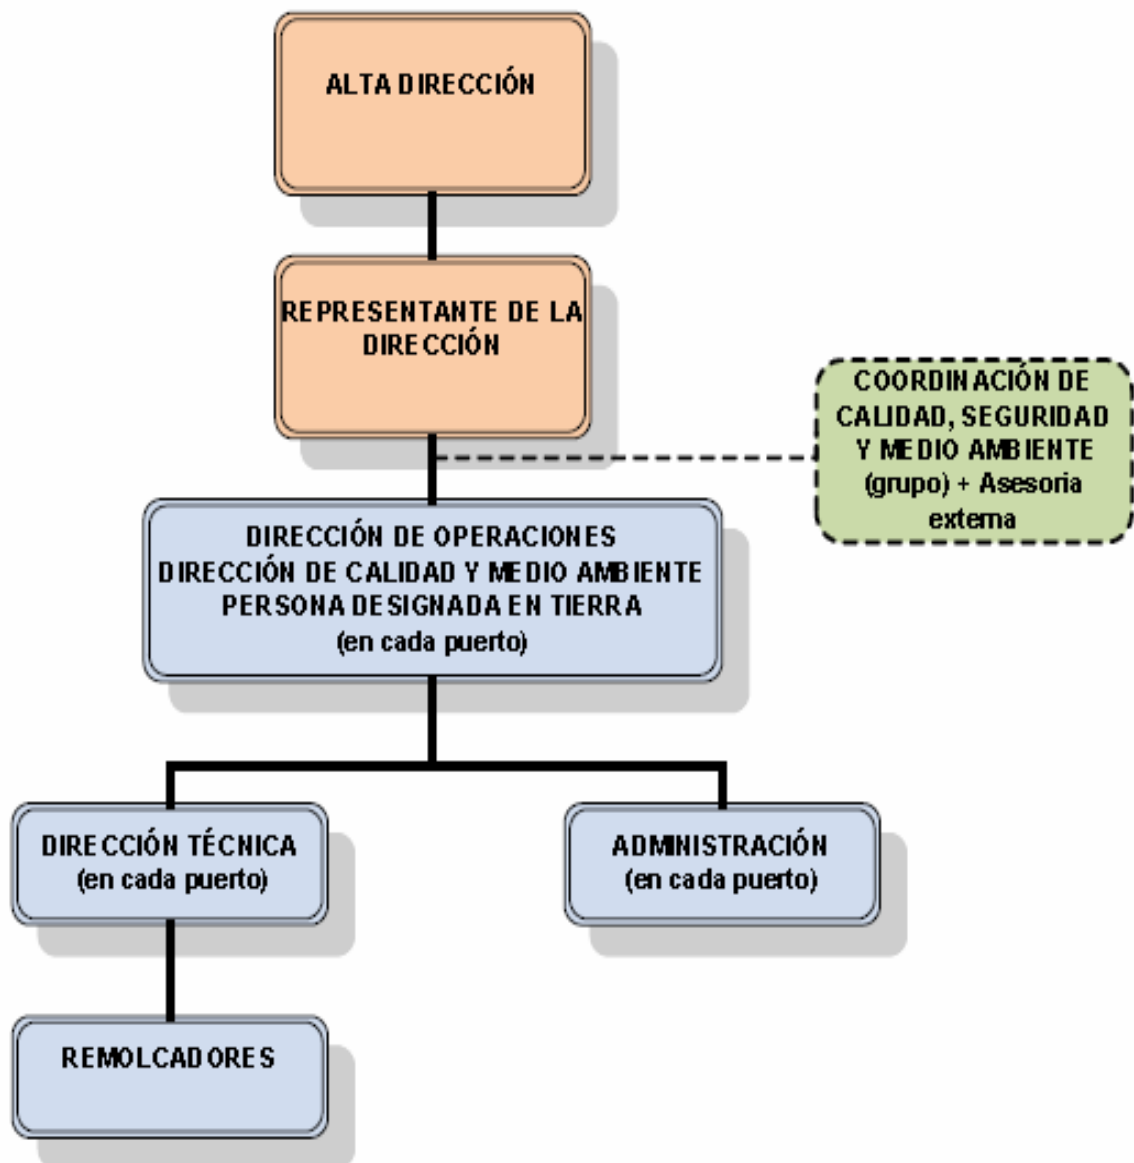 ALTA DIRECCIÓN
REPRESENTANTE DE LA
DIRECCIÓN
COORDINACIÓN DE
CALIDAD, SEGURIDAD
Y MEDIO AMBIENTE
(grupo) + Asesoria
externa
DIRECCIÓN DE OPERACIONES
DIRECCIÓN DE CALIDAD Y MEDIO AMBIENTE
PERSONA DESIGNADA EN TIERRA
(en cada puerto)
DIRECCIÓN TÉCNICA
(en cada puerto)
ADMINISTRACIÓN
(en cada puerto)
REMOLCADORES